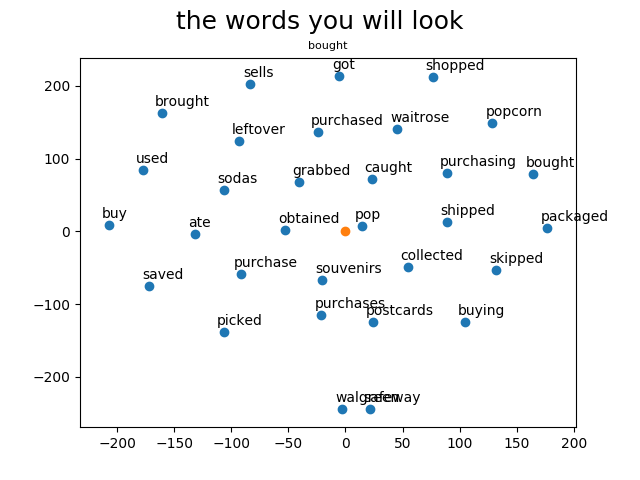 the words you will look
bought
got
shopped
sells
brought
popcorn
purchased
waitrose
leftover
used
purchasing
bought
caught
grabbed
sodas
buy
obtained
pop
shipped
packaged
ate
collected
skipped
purchase
souvenirs
saved
purchases
postcards
buying
picked
walgreen
safeway
200
100
0
−100
−200
−200
−150
−100
−50
0
50
100
150
200